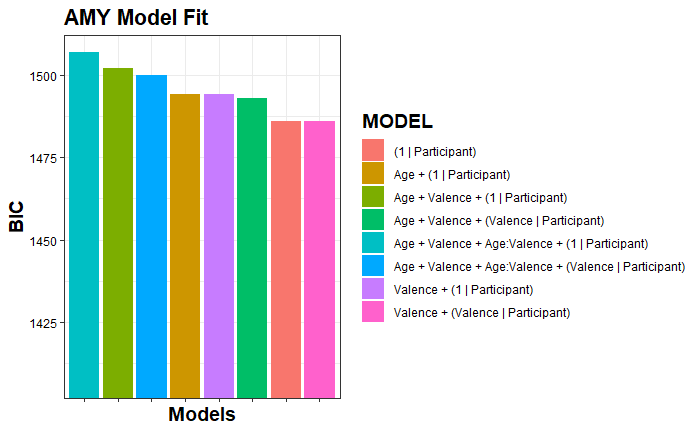 AMY Model Fit
BIC
1500
1475
1450
1425
Models
MODEL
(1 | Participant)
Age + (1 | Participant)
Age + Valence + (1 | Participant)
Age + Valence + (Valence | Participant)
Age + Valence + Age:Valence + (1 | Participant)
Age + Valence + Age:Valence + (Valence | Participant)
Valence + (1 | Participant)
Valence + (Valence | Participant)